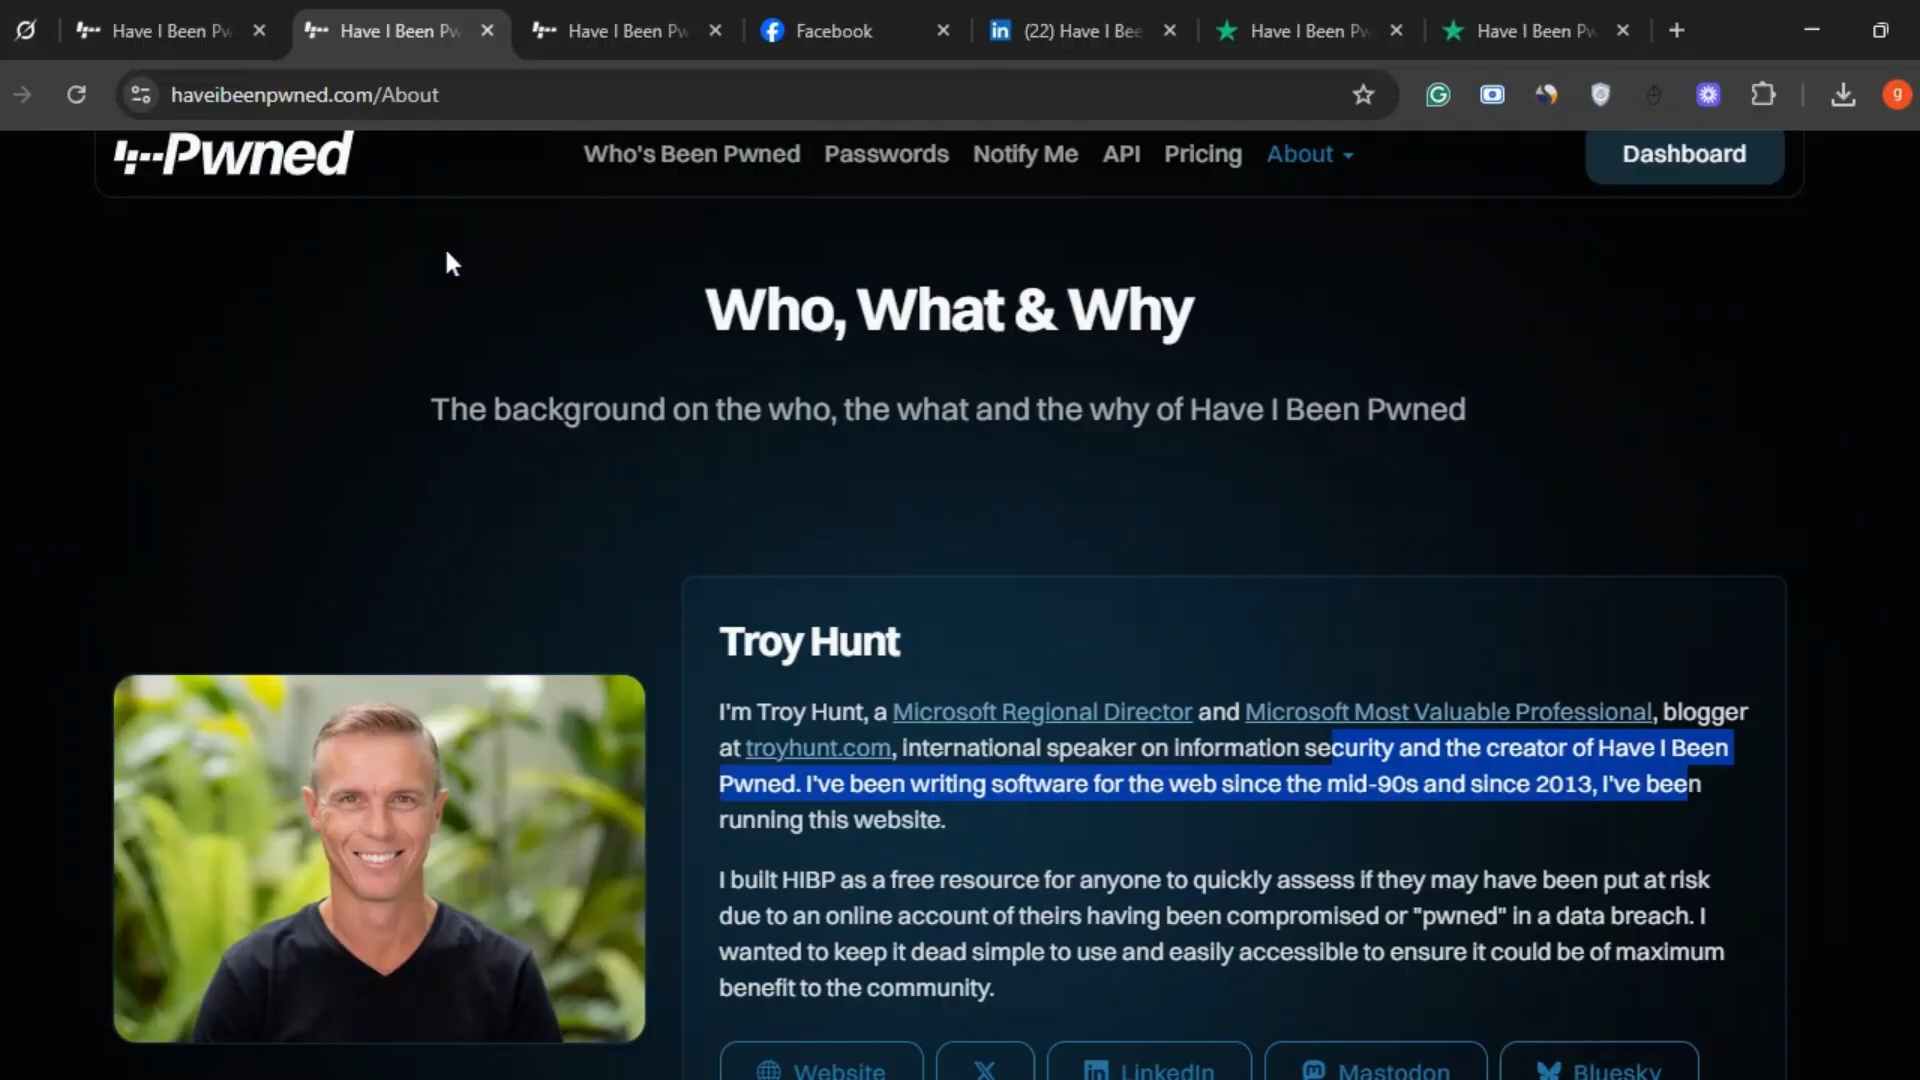 Have I Been Pw
Have I Been Pw
Have I Been Pw
Facebook
(22) Have I Bee
Have I Been Pw
Have I Been Pw
haveibeenpwned.com/About
g
Pwned
Who's Been Pwned
Passwords
Notify Me
API
Pricing
About
Dashboard
Who, What & Why
The background on the who, the what and the why of Have I Been Pwned
Troy Hunt
I'm Troy Hunt, a Microsoft Regional Director and Microsoft Most Valuable Professional, blogger
at troyhunt.com, international speaker on information security and the creator of Have I Been
Pwned. I've been writing software for the web since the mid-90s and since 2013, I've been
running this website.
I built HIBP as a free resource for anyone to quickly assess if they may have been put at risk
due to an online account of theirs having been compromised or "pwned" in a data breach. I
wanted to keep it dead simple to use and easily accessible to ensure it could be of maximum
benefit to the community.
Website
LinkedIn
Mastodon
Bluesky